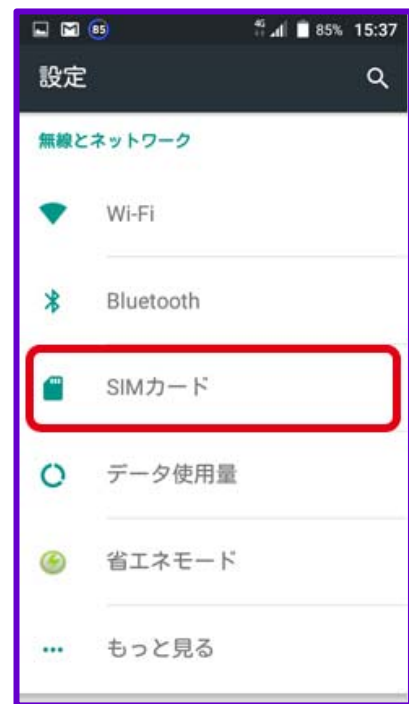 85 4G 85% 15:37
設定
無線とネットワーク
Wi-Fi
Bluetooth
SIMカード
データ使用量
省エネモード
もっと見る